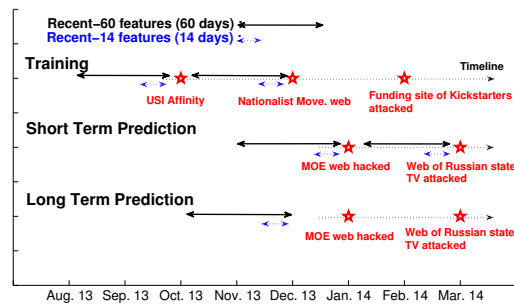 Recent-60 features (60 days)
Recent-14 features (14 days)
Training
Timeline
USI Affinity
Nationalist Move. web
Funding site of Kickstarters
attacked
Short Term Prediction
MOE web hacked
Web of Russian state
TV attacked
Long Term Prediction
MOE web hacked
Web of Russian state
TV attacked
Aug. 13 Sep. 13 Oct. 13 Nov. 13 Dec. 13 Jan. 14 Feb. 14 Mar. 14